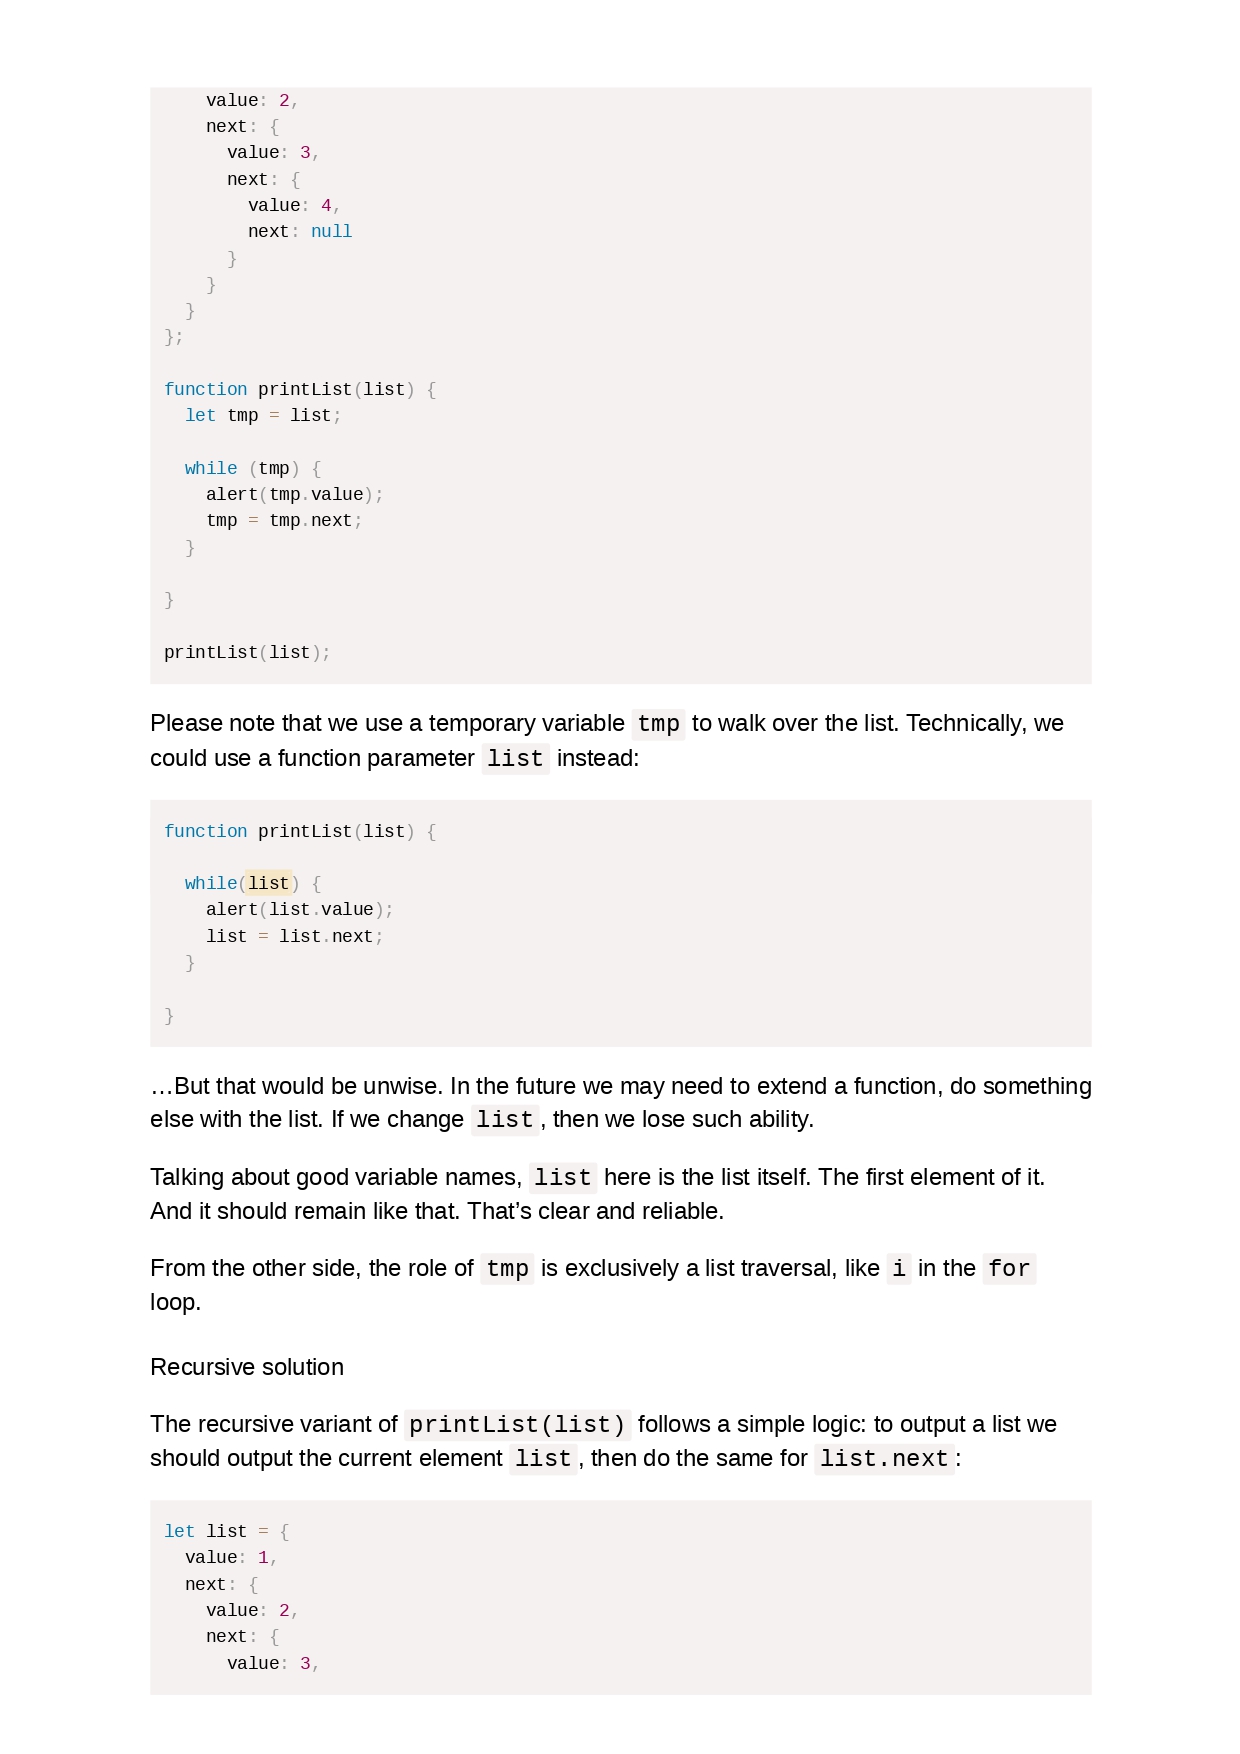 value: 2,
    next: {
      value: 3,
      next: {
        value: 4,
        next: null
      }
    }
  }
};

function printList(list) {
  let tmp = list;

  while (tmp) {
    alert(tmp.value);
    tmp = tmp.next;
  }

}

printList(list);
Please note that we use a temporary variable tmp to walk over the list. Technically, we
could use a function parameter list instead:
function printList(list) {

  while(list) {
    alert(list.value);
    list = list.next;
  }

}
…But that would be unwise. In the future we may need to extend a function, do something
else with the list. If we change list, then we lose such ability.
Talking about good variable names, list here is the list itself. The first element of it.
And it should remain like that. That’s clear and reliable.
From the other side, the role of tmp is exclusively a list traversal, like i in the for
loop.
Recursive solution
The recursive variant of printList(list) follows a simple logic: to output a list we
should output the current element list, then do the same for list.next:
let list = {
  value: 1,
  next: {
    value: 2,
    next: {
      value: 3,